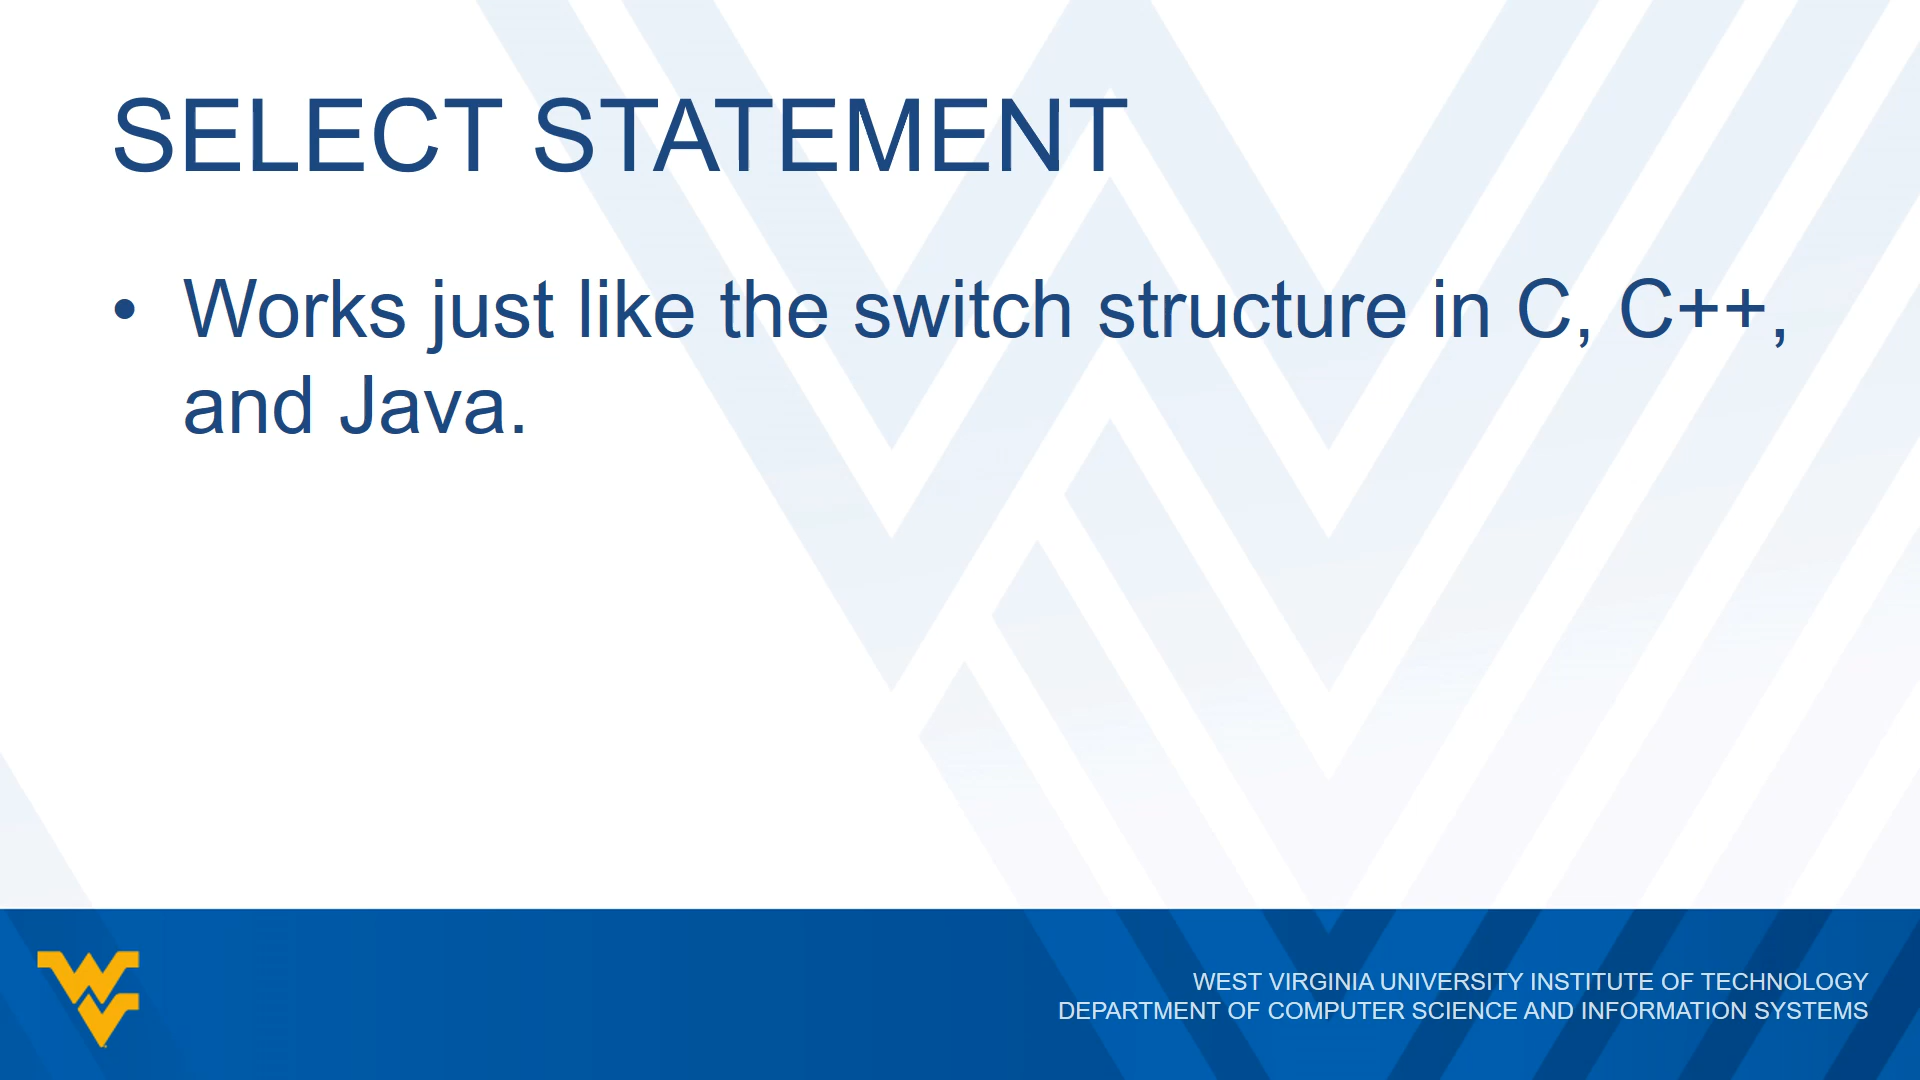 SELECT STATEMENT
• Works just like the switch structure in C, C++,
and Java.
WEST VIRGINIA UNIVERSITY INSTITUTE OF TECHNOLOGY
DEPARTMENT OF COMPUTER SCIENCE AND INFORMATION SYSTEMS